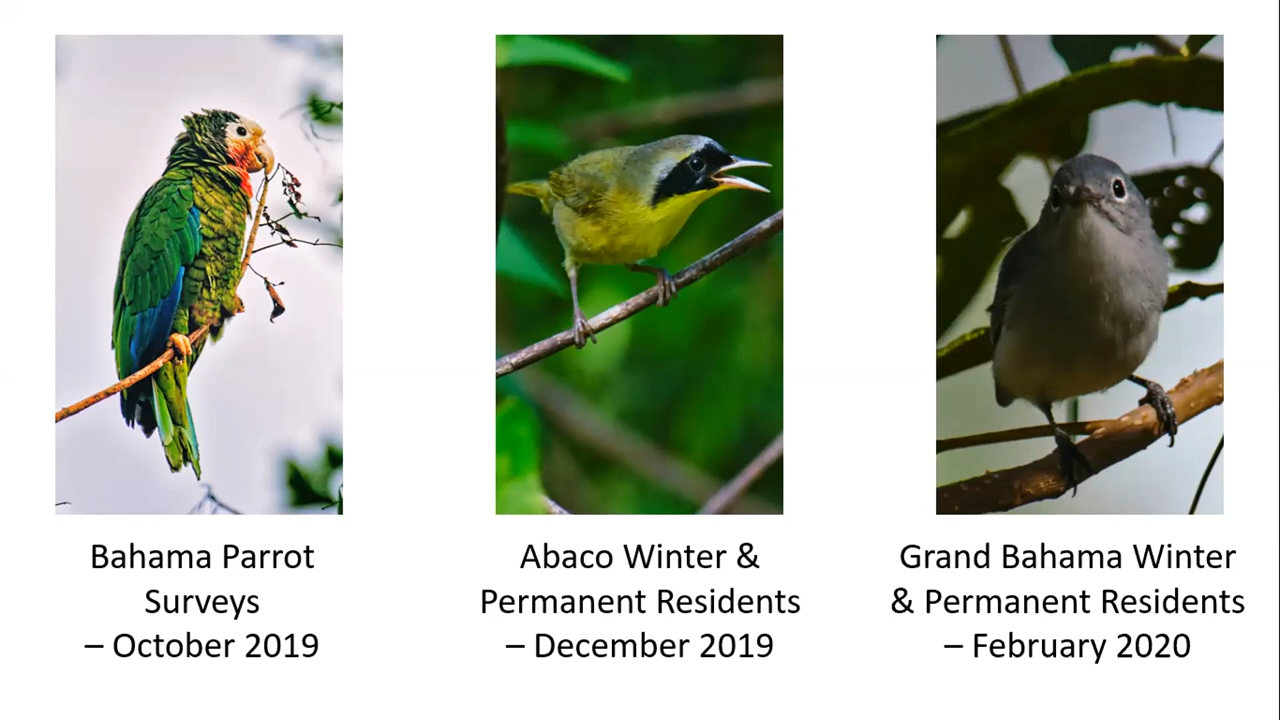 Bahama Parrot
Surveys
– October 2019
Abaco Winter &
Permanent Residents
– December 2019
Grand Bahama Winter
& Permanent Residents
– February 2020